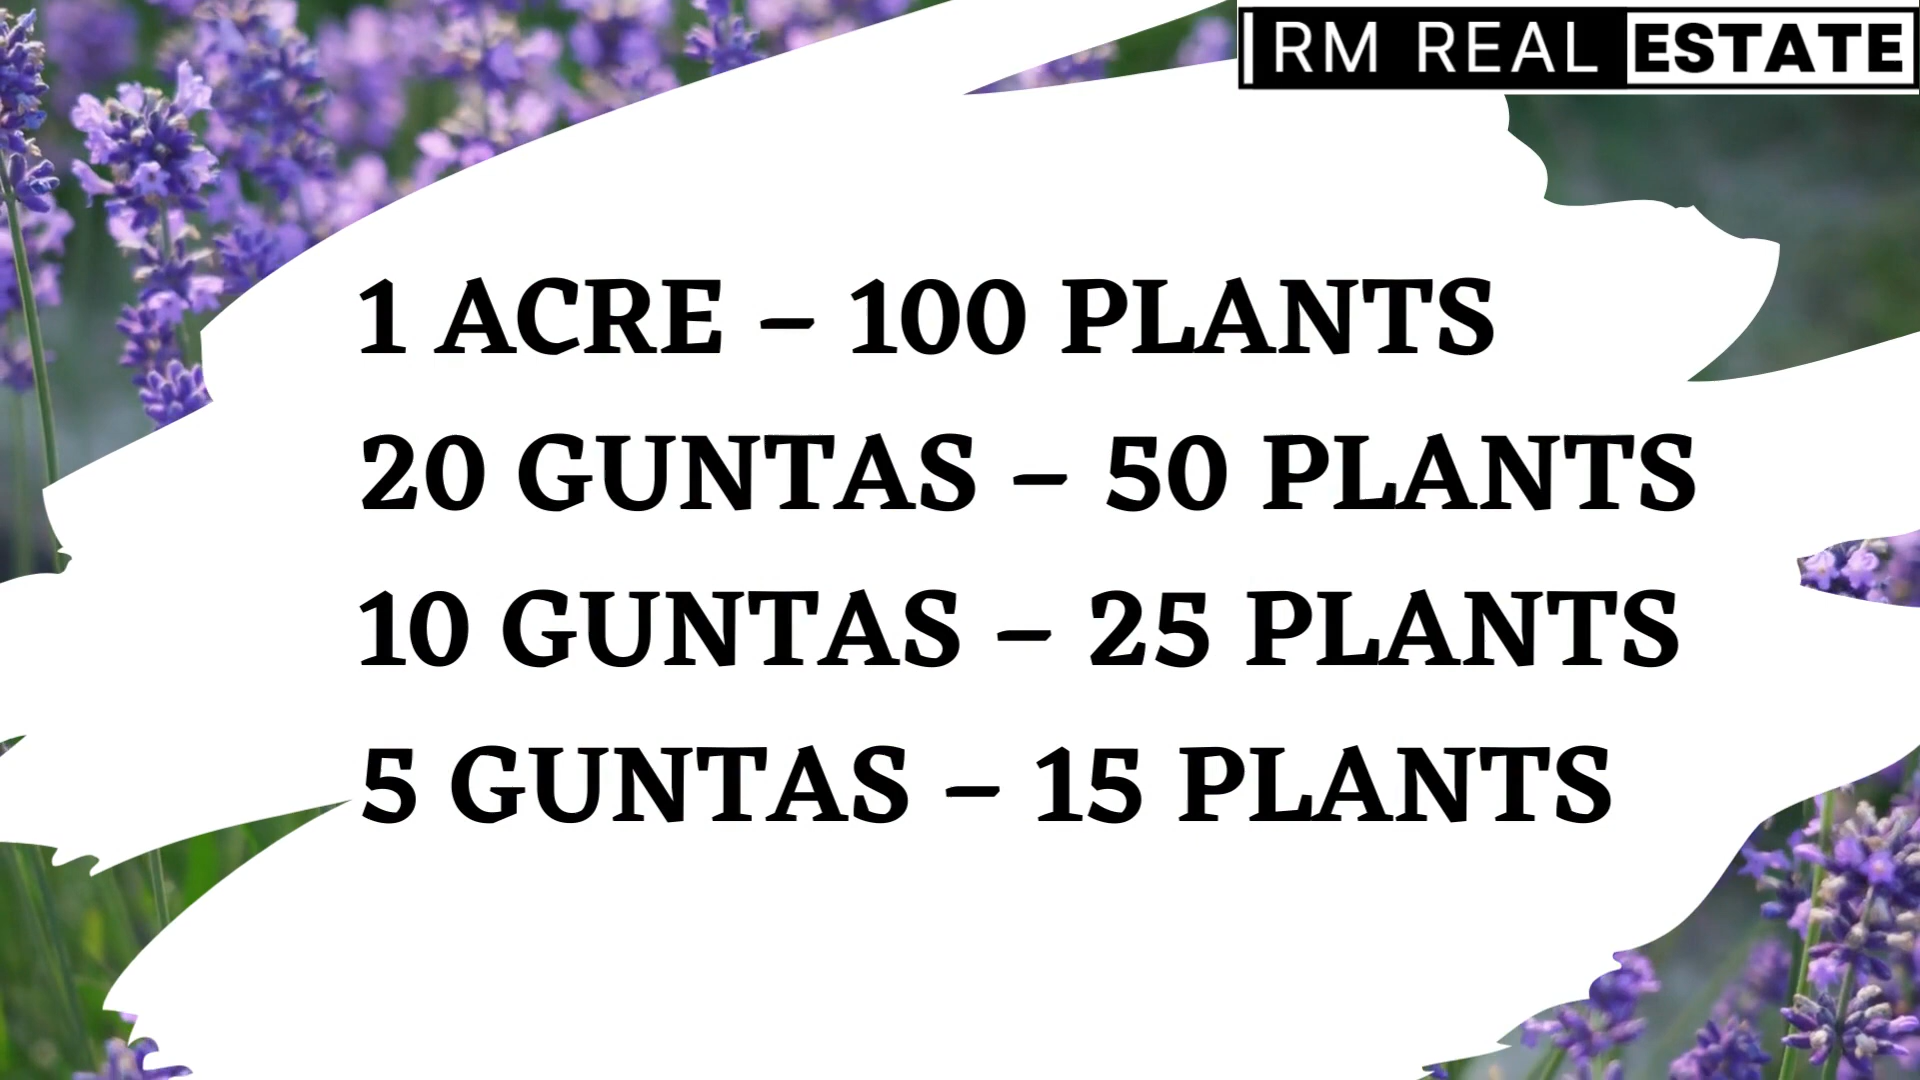 RM REAL ESTATE
1 ACRE – 100 PLANTS
20 GUNTAS – 50 PLANTS
10 GUNTAS – 25 PLANTS
5 GUNTAS – 15 PLANTS